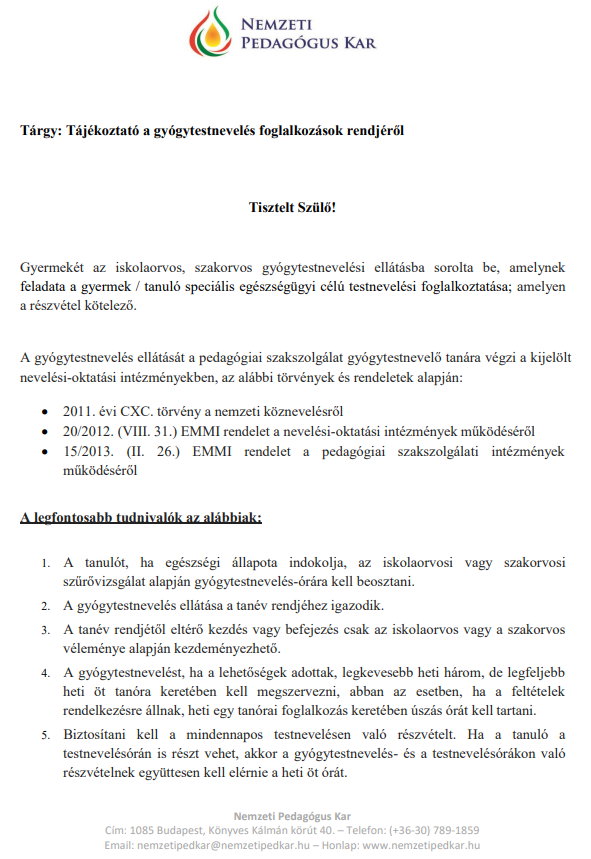 NEMZETI
PEDAGÓGUS KAR
Tárgy: Tájékoztató a gyógytestnevelés foglalkozások rendjéről
Tisztelt Szülő!
Gyermekét az iskolaorvos, szakorvos gyógytestnevelési ellátásba sorolta be, amelynek
feladata a gyermek / tanuló speciális egészségügyi célú testnevelési foglalkoztatása; amelyen
a részvétel kötelező.
A gyógytestnevelés ellátását a pedagógiai szakszolgálat gyógytestnevelő tanára végzi a kijelölt
nevelési-oktatási intézményekben, az alábbi törvények és rendeletek alapján:
• 2011. évi CXC. törvény a nemzeti köznevelésről
• 20/2012. (VIII. 31.) EMMI rendelet a nevelési-oktatási intézmények működéséről
• 15/2013. (II. 26.) EMMI rendelet a pedagógiai szakszolgálati intézmények
működéséről
A legfontosabb tudnivalók az alábbiak:
1. A tanulót, ha egészségi állapota indokolja, az iskolaorvosi vagy szakorvosi
szűrővizsgálat alapján gyógytestnevelés-órára kell beosztani.
2. A gyógytestnevelés ellátása a tanév rendjéhez igazodik.
3. A tanév rendjétől eltérő kezdés vagy befejezés csak az iskolaorvos vagy a szakorvos
véleménye alapján kezdeményezhető.
4. A gyógytestnevelést, ha a lehetőségek adottak, legkevesebb heti három, de legfeljebb
heti öt tanóra keretében kell megszervezni, abban az esetben, ha a feltételek
rendelkezésre állnak, heti egy tanórai foglalkozás keretében úszás órát kell tartani.
5. Biztosítani kell a mindennapos testnevelésen való részvételt. Ha a tanuló a
testnevelésórán is részt vehet, akkor a gyógytestnevelés- és a testnevelésórákon való
részvételnek együttesen kell elérnie a heti öt órát.
Nemzeti Pedagógus Kar
Cím: 1085 Budapest, Könyves Kálmán körút 40. – Telefon: (+36-30) 789-1859
Email: nemzetipedkar@nemzetipedkar.hu – Honlap: www.nemzetipedkar.hu